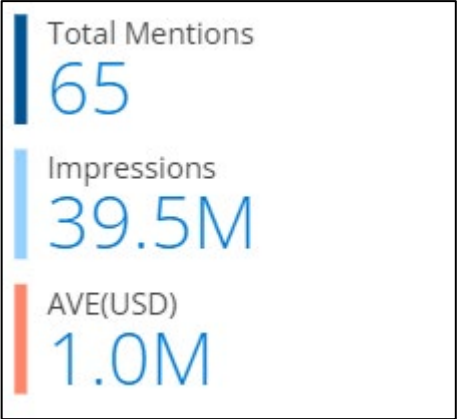 Total Mentions
65
Impressions
39.5M
AVE(USD)
1.0M